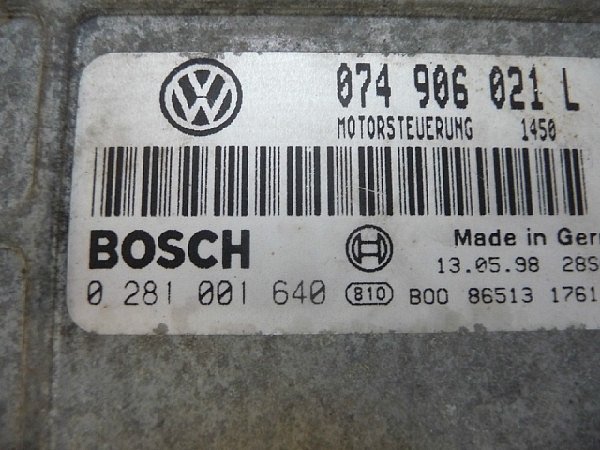 074 906 021 L
MOTORSTEUERUNG 1450
BOSCH
Made in Ger
13.05.98 28S
0 281 001 640 810 B00 86513 1761